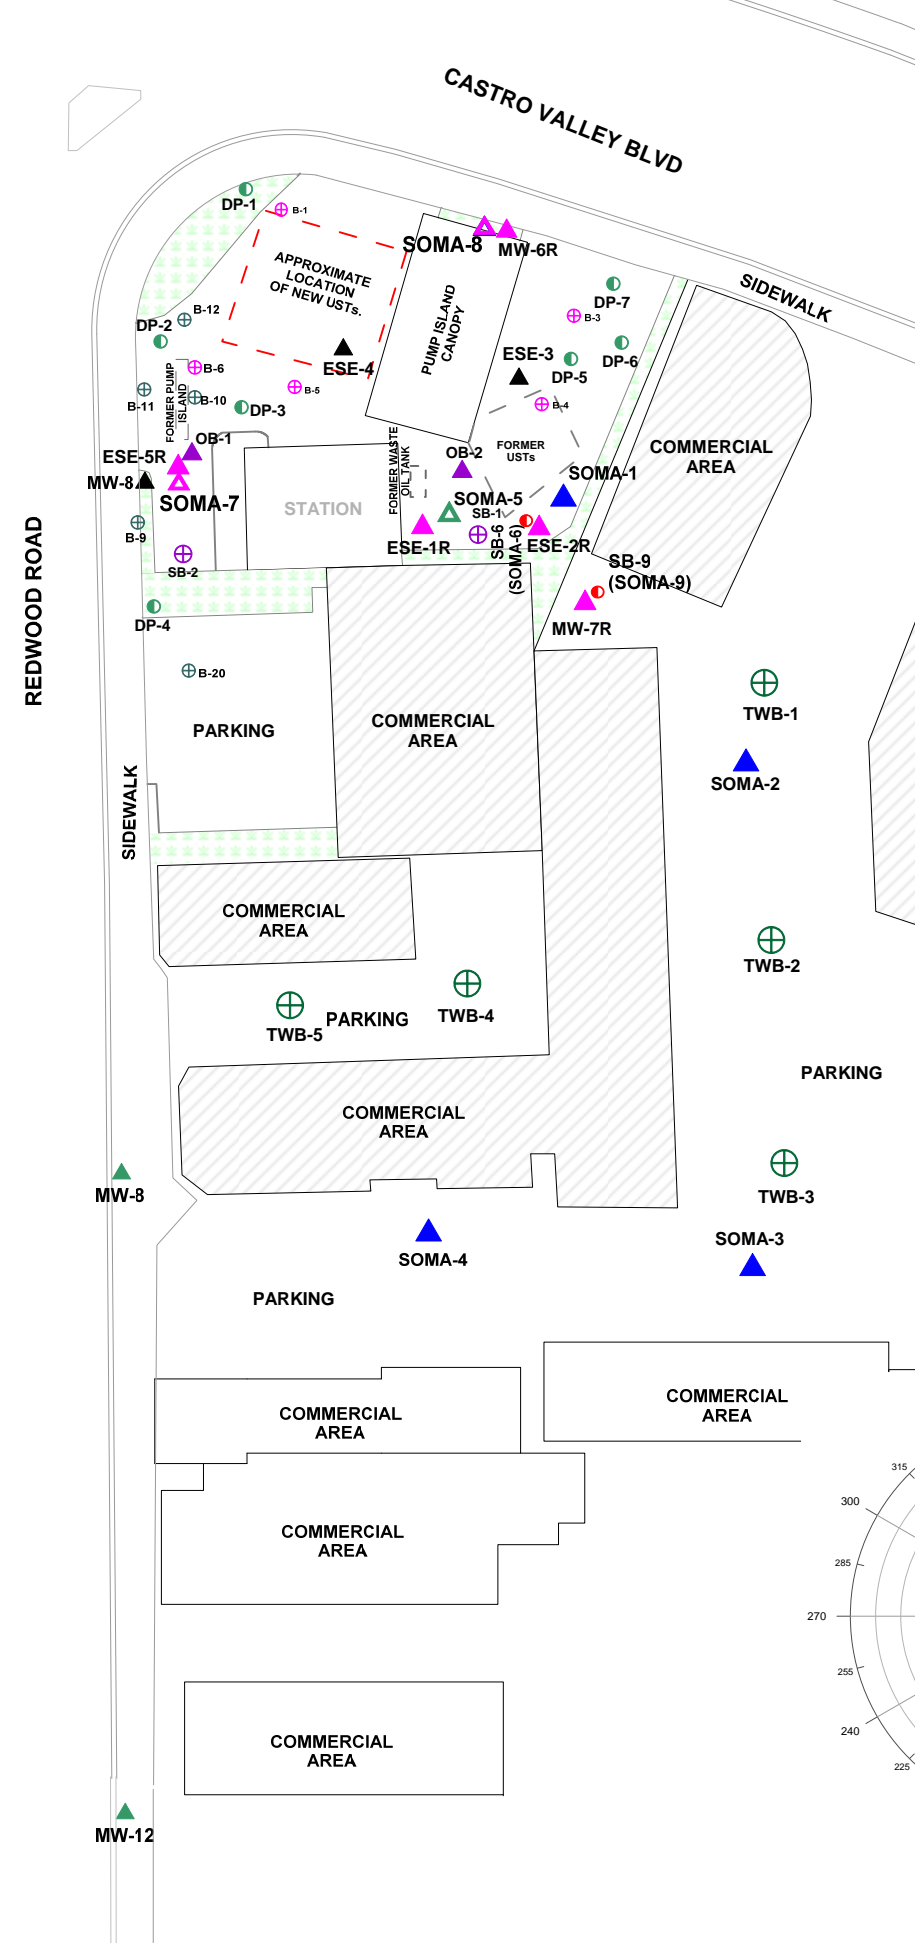 CASTRO VALLEY BLVD
DP-1
B-1
SOMA-8
MW-6R
APPROXIMATE
LOCATION
OF NEW USTs.
SIDEWALK
DP-7
B-12
B-3
DP-2
PUMP ISLAND
CANOPY
ESE-3
DP-6
ESE-4
DP-5
B-6
B-5
B-11
FORMER PUMP
ISLAND
B-10
DP-3
B-4
OB-1
FORMER
USTs
COMMERCIAL
AREA
ESE-5R
FORMER WASTE
OIL TANK
OB-2
SOMA-1
MW-8
SOMA-7
STATION
SOMA-5
SB-1
B-9
ESE-1R
SB-6
(SOMA-6)
ESE-2R
SB-2
SB-9
(SOMA-9)
REDWOOD ROAD
DP-4
MW-7R
B-20
PARKING
COMMERCIAL
AREA
TWB-1
SOMA-2
SIDEWALK
COMMERCIAL
AREA
TWB-2
TWB-5
PARKING
TWB-4
PARKING
COMMERCIAL
AREA
MW-8
TWB-3
SOMA-4
SOMA-3
PARKING
COMMERCIAL
AREA
COMMERCIAL
AREA
315
300
COMMERCIAL
AREA
285
270
255
240
COMMERCIAL
AREA
225
MW-12